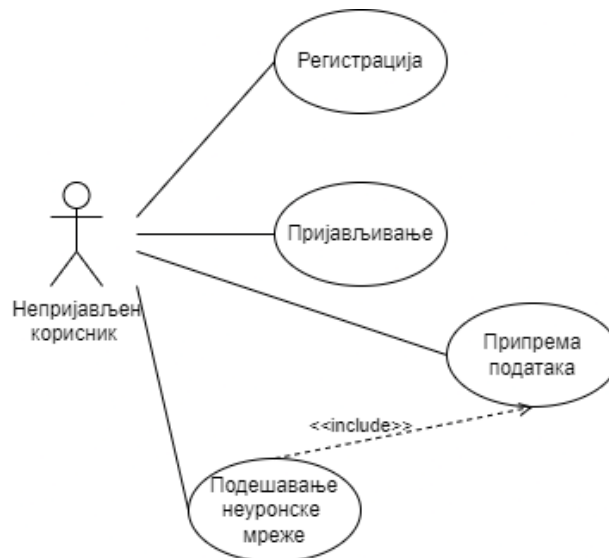 Регистрација
Пријављивање
Непријављен
корисник
Припрема
података
<<include>>
Подешавање
неуронске
мреже